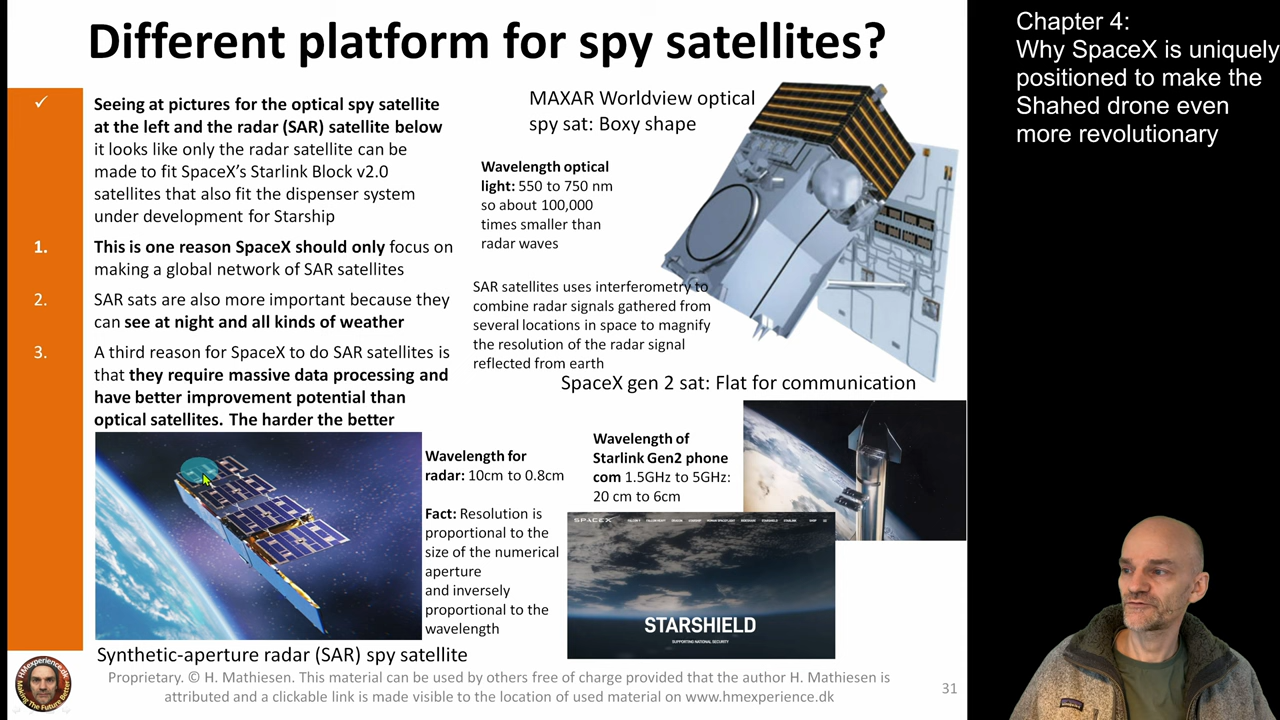 Different platform for spy satellites?
✓
Seeing at pictures for the optical spy satellite
at the left and the radar (SAR) satellite below
it looks like only the radar satellite can be
made to fit SpaceX's Starlink Block v2.0
satellites that also fit the dispenser system
under development for Starship
1.
This is one reason SpaceX should only focus on
making a global network of SAR satellites
2.
SAR sats are also more important because they
can see at night and all kinds of weather
3.
A third reason for SpaceX to do SAR satellites is
that they require massive data processing and
have better improvement potential than
optical satellites. The harder the better
MAXAR Worldview optical
spy sat: Boxy shape
Wavelength optical
light: 550 to 750 nm
so about 100,000
times smaller than
radar waves
SAR satellites uses interferometry to
combine radar signals gathered from
several locations in space to magnify
the resolution of the radar signal
reflected from earth
SpaceX gen 2 sat: Flat for communication
Wavelength for
radar: 10cm to 0.8cm
Fact: Resolution is
proportional to the
size of the numerical
aperture
and inversely
proportional to the
wavelength
Wavelength of
Starlink Gen2 phone
com 1.5GHz to 5GHz:
20 cm to 6cm
SPACEX
STARSHIELD
SUPPORTING NATIONAL SECURITY
Synthetic-aperture radar (SAR) spy satellite
Proprietary. © H. Mathiesen. This material can be used by others free of charge provided that the author H. Mathiesen is
attributed and a clickable link is made visible to the location of used material on www.hmexperience.dk
31
HMexperience.dk
Making The Future Better
Chapter 4:
Why SpaceX is uniquely
positioned to make the
Shahed drone even
more revolutionary